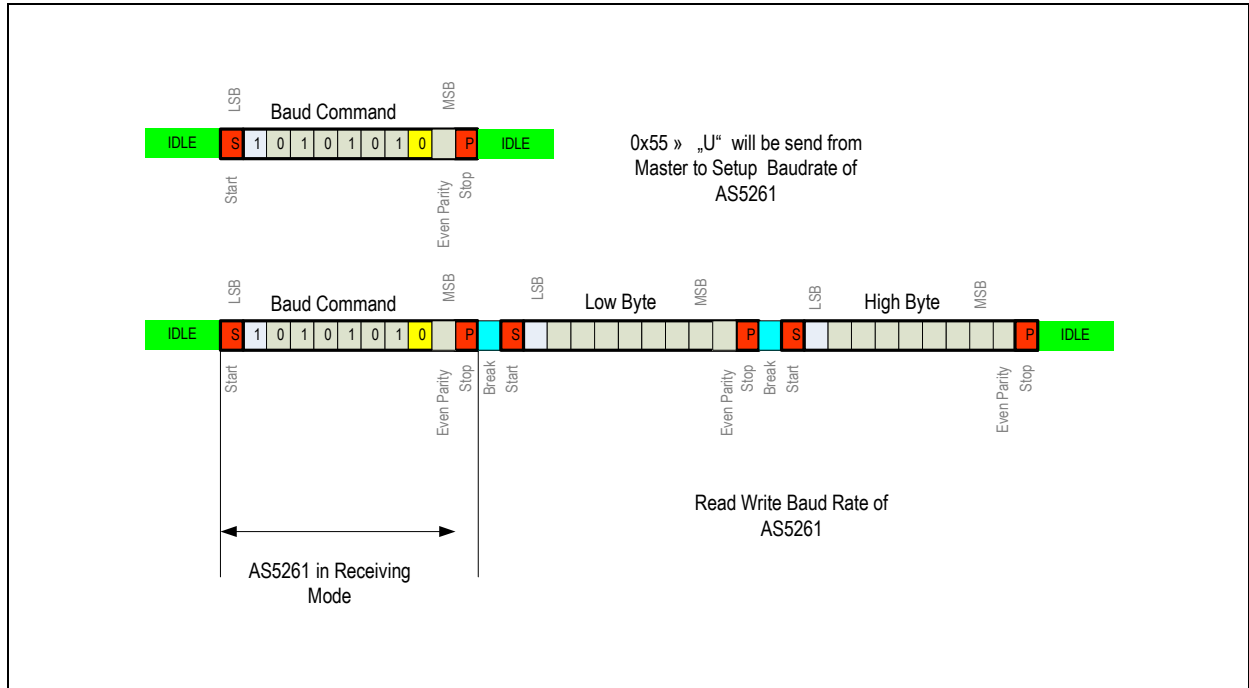 LSB
MSB
Baud Command
IDLE S 1 0 1 0 1 0 1 0 P IDLE
Start
Even Parity
Stop
0x55 » „U“ will be send from
Master to Setup Baudrate of
AS5261
LSB
MSB
LSB
MSB
LSB
MSB
Baud Command
Low Byte
High Byte
IDLE S 1 0 1 0 1 0 1 0 P S P S P IDLE
Start
Even Parity
Stop
Break
Start
Even Parity
Stop
Break
Start
Even Parity
Stop
Read Write Baud Rate of
AS5261
AS5261 in Receiving
Mode